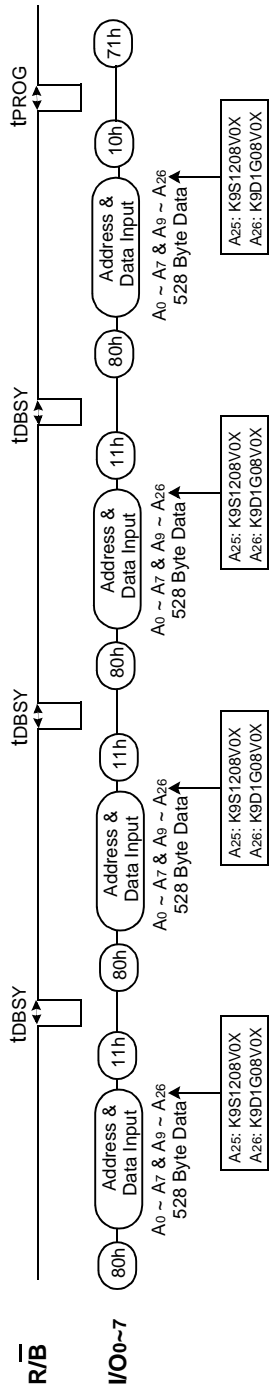 R/B
tDBSY
tDBSY
tDBSY
tPROG
I/O0~7
80h
Address &
Data Input
11h
80h
Address &
Data Input
11h
80h
Address &
Data Input
11h
80h
Address &
Data Input
10h
71h
A0 ~ A7 & A9 ~ A26
528 Byte Data
A0 ~ A7 & A9 ~ A26
528 Byte Data
A0 ~ A7 & A9 ~ A26
528 Byte Data
A0 ~ A7 & A9 ~ A26
528 Byte Data
A25: K9S1208V0X
A26: K9D1G08V0X
A25: K9S1208V0X
A26: K9D1G08V0X
A25: K9S1208V0X
A26: K9D1G08V0X
A25: K9S1208V0X
A26: K9D1G08V0X